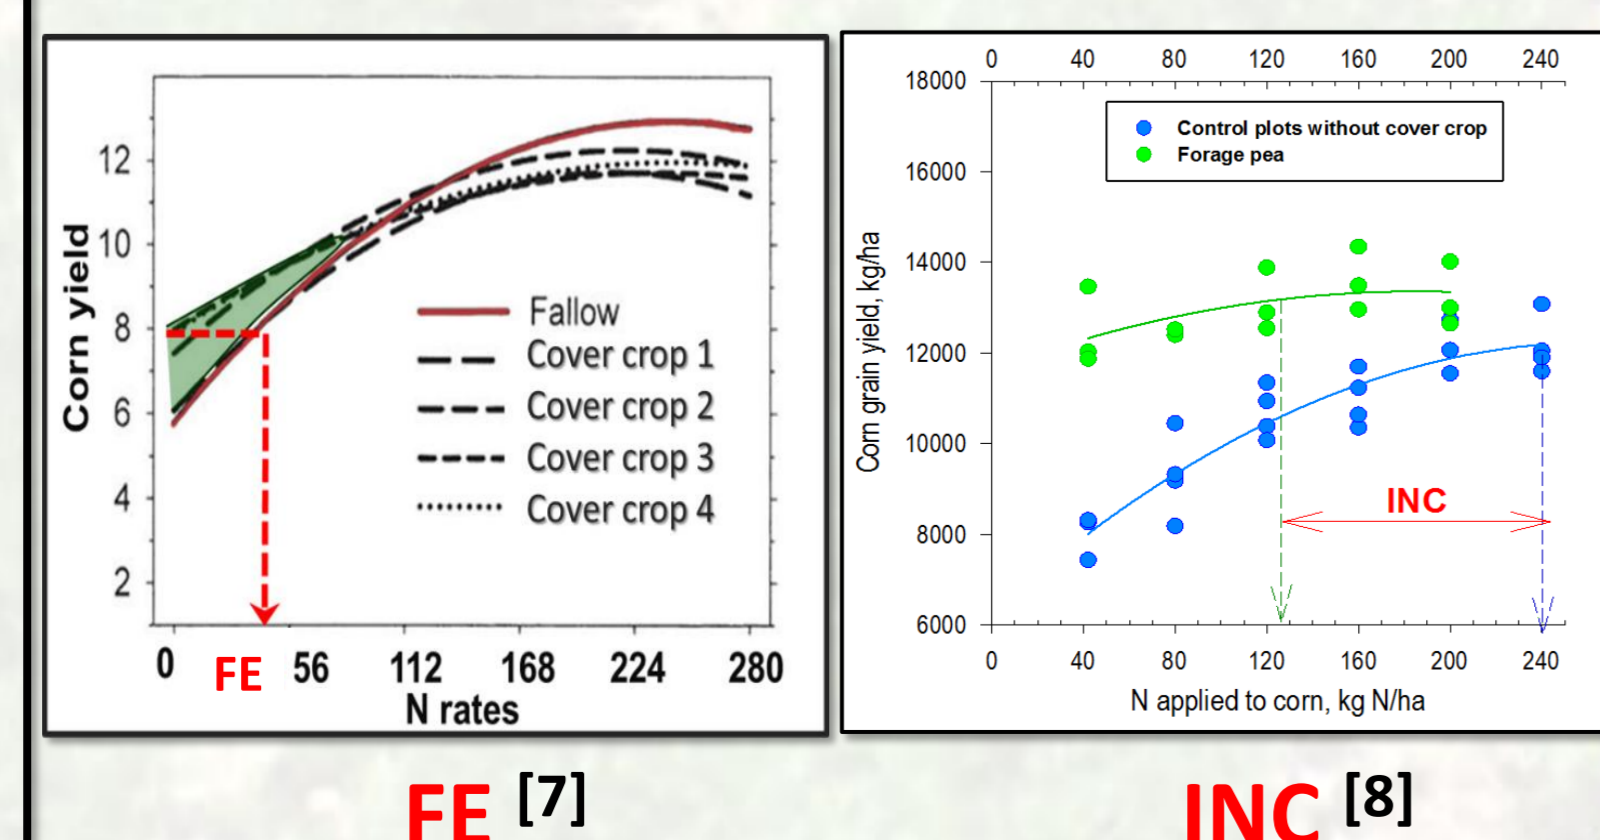 12
10
8
6
4
2
Corn yield
Fallow
Cover crop 1
Cover crop 2
Cover crop 3
Cover crop 4
0 FE 56 112 168 224 280
N rates
FE [7]
0 40 80 120 160 200 240
18000
16000
14000
12000
10000
8000
6000
Corn grain yield, kg/ha
Control plots without cover crop
Forage pea
INC
0 40 80 120 160 200 240
N applied to corn, kg N/ha
INC [8]